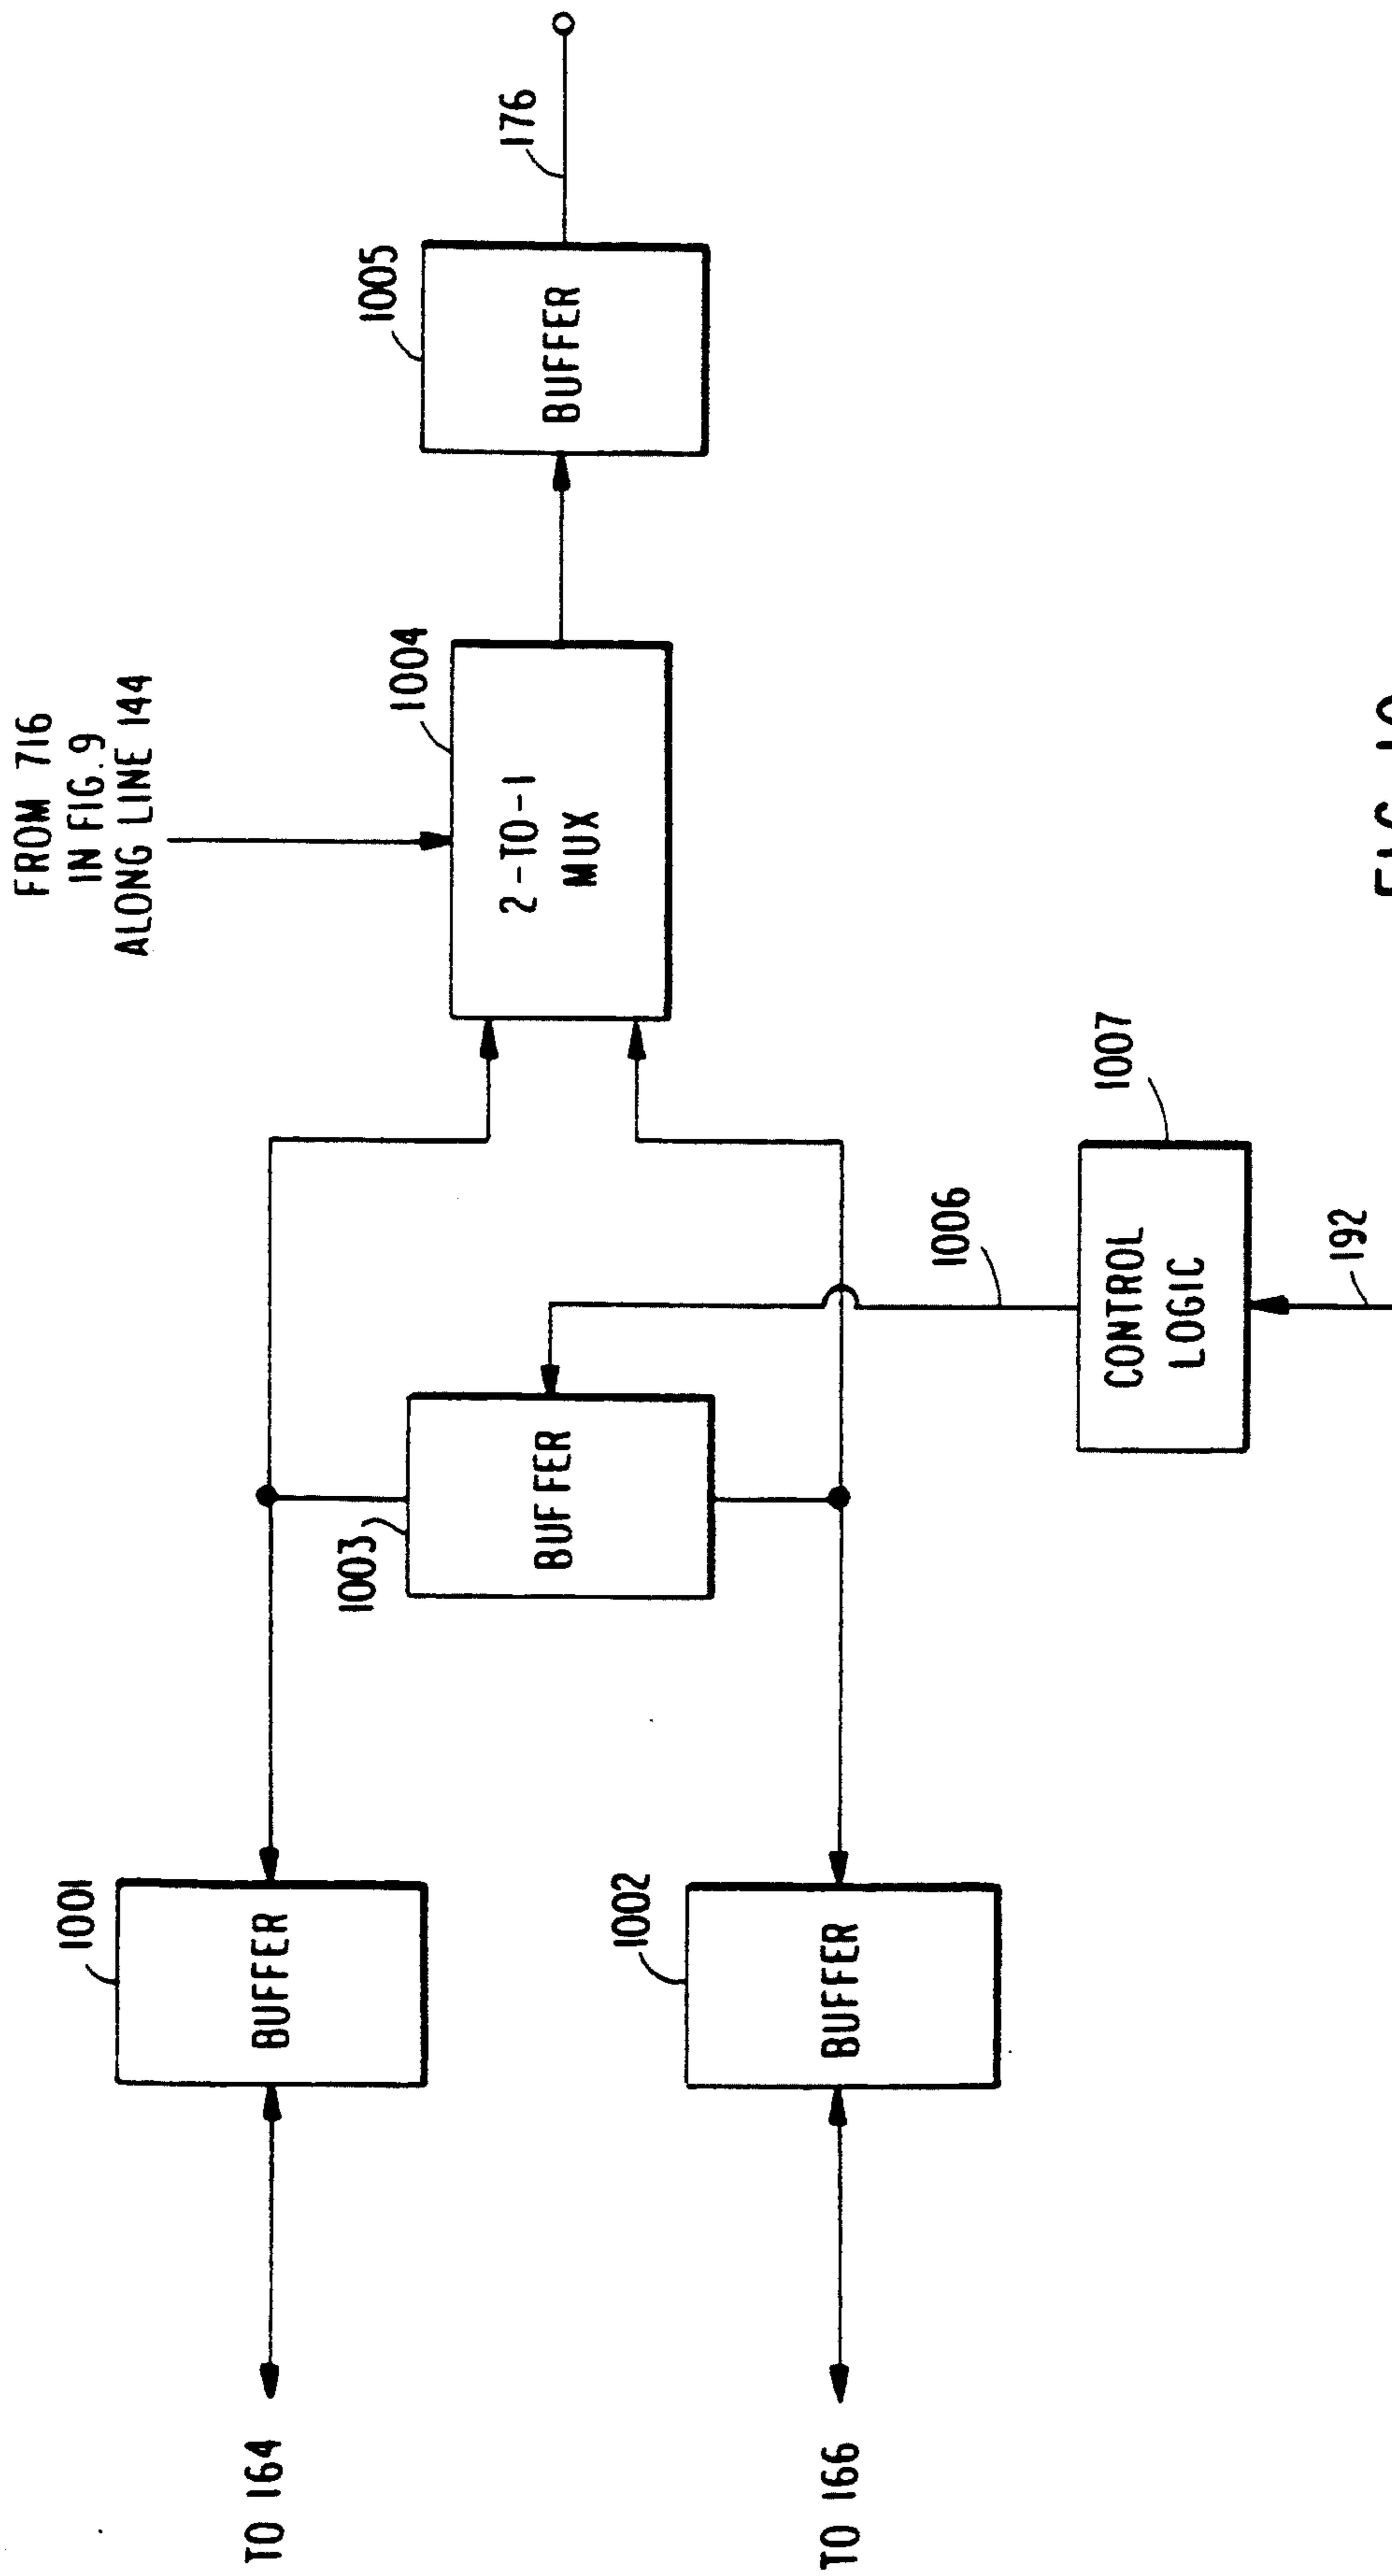 FROM 716
IN FIG. 9
ALONG LINE 144
1001
BUFFER
TO 164
1003
BUFFER
1004
2-TO-1
MUX
1005
BUFFER
176
1002
BUFFER
TO 166
1006
1007
CONTROL
LOGIC
192